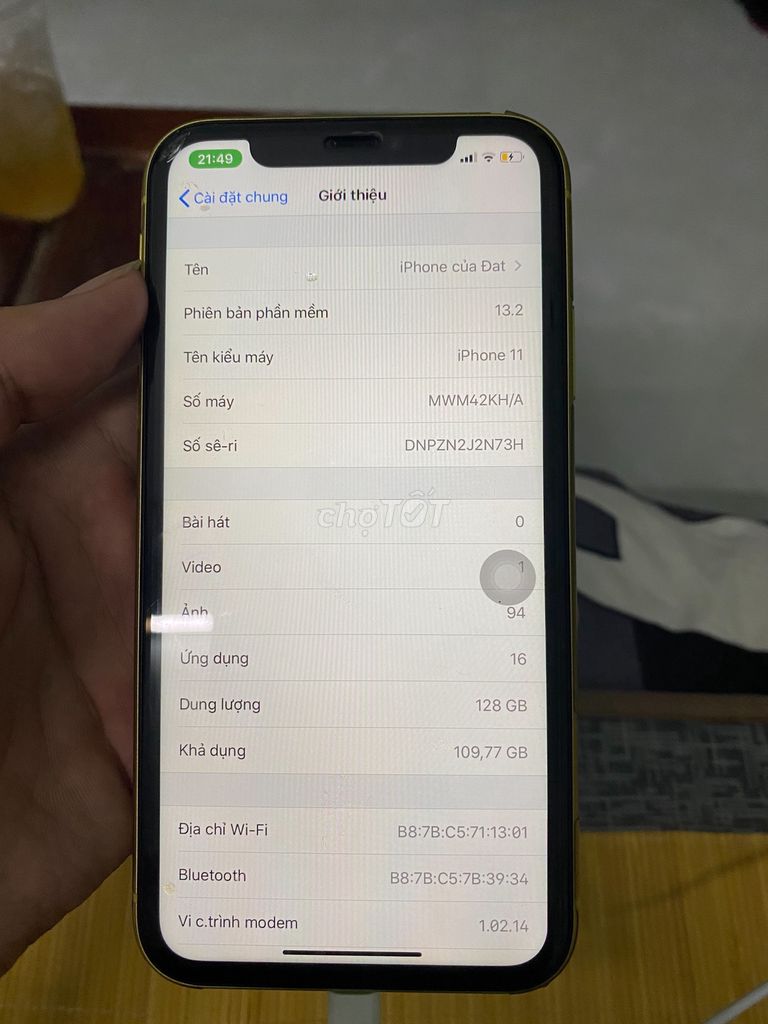 21:49
Cài đặt chung
Giới thiệu
Tên
iPhone của Đat
Phiên bản phần mềm
13.2
Tên kiểu máy
iPhone 11
Số máy
MWM42KH/A
Số sê-ri
DNPZN2J2N73H
chợTỐT
Bài hát
0
Video
1
Ảnh
94
Ứng dụng
16
Dung lượng
128 GB
Khả dụng
109,77 GB
Địa chỉ Wi-Fi
B8:7B:C5:71:13:01
Bluetooth
B8:7B:C5:7B:39:34
Vi c.trình modem
1.02.14